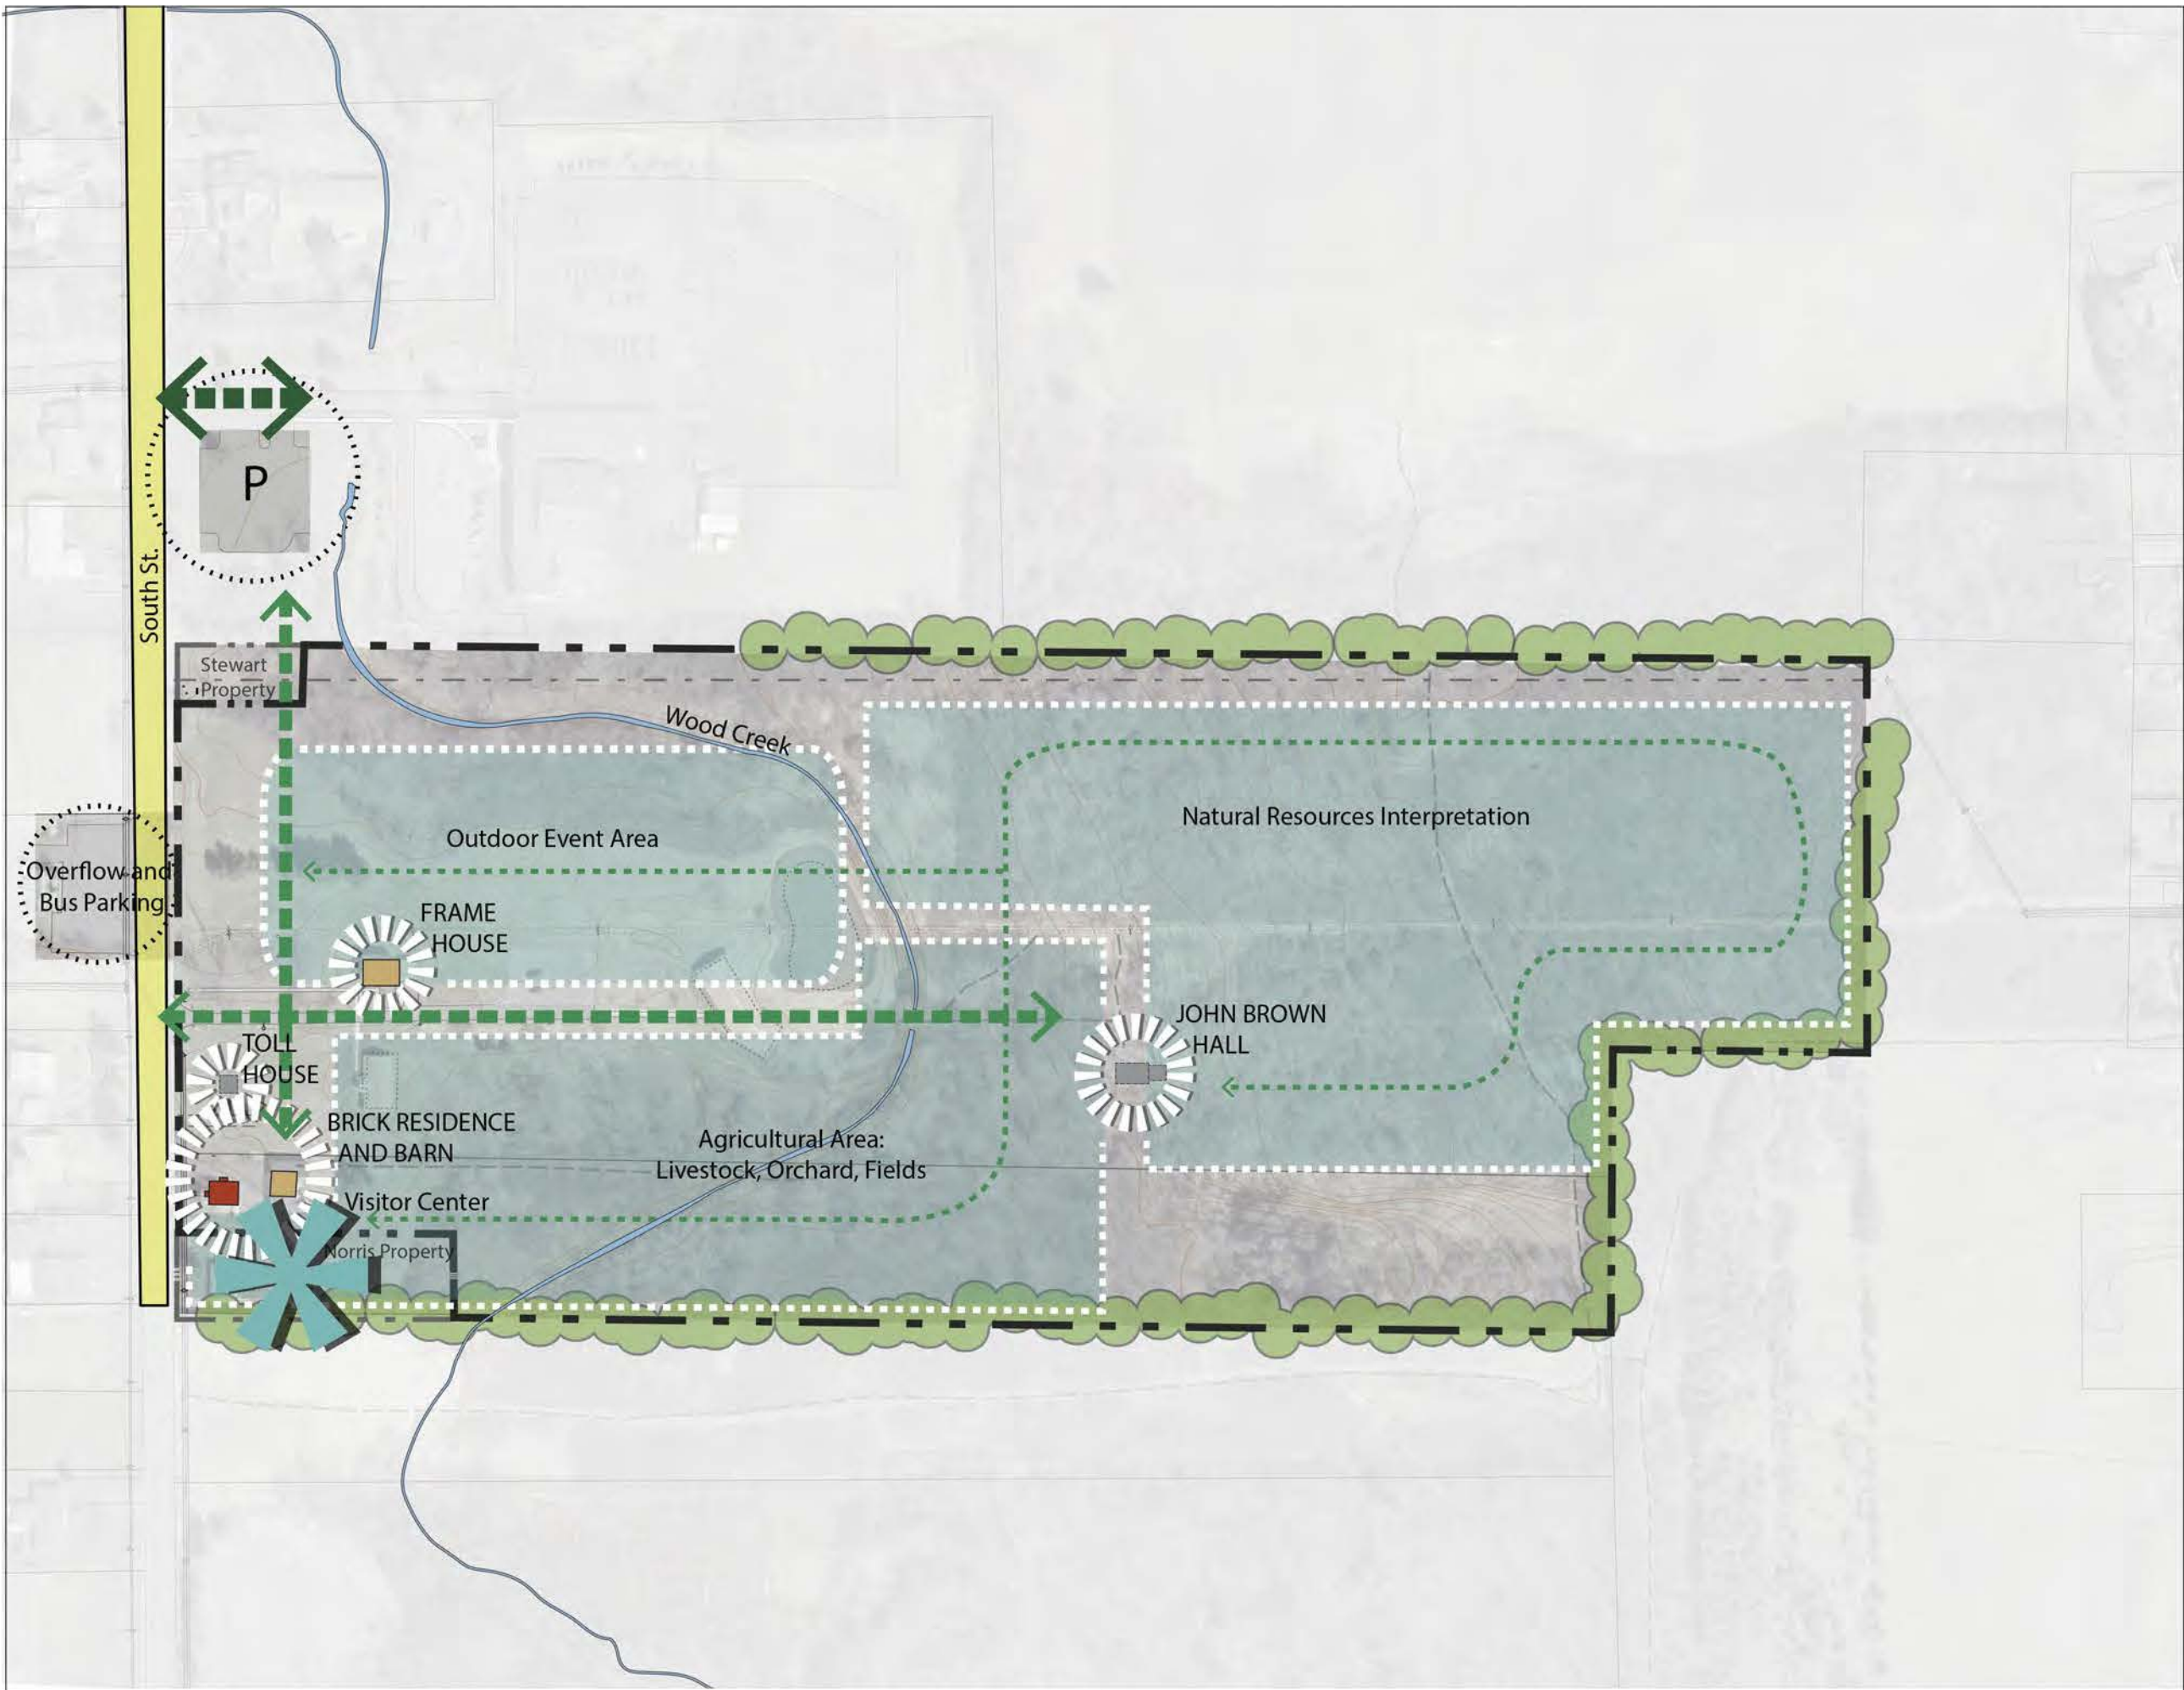 P
South St.
Stewart
Property
Wood Creek
Natural Resources Interpretation
Outdoor Event Area
Overflow and
Bus Parking
FRAME
HOUSE
JOHN BROWN
HALL
TOLL
HOUSE
BRICK RESIDENCE
AND BARN
Agricultural Area:
Livestock, Orchard, Fields
Visitor Center
Norris Property